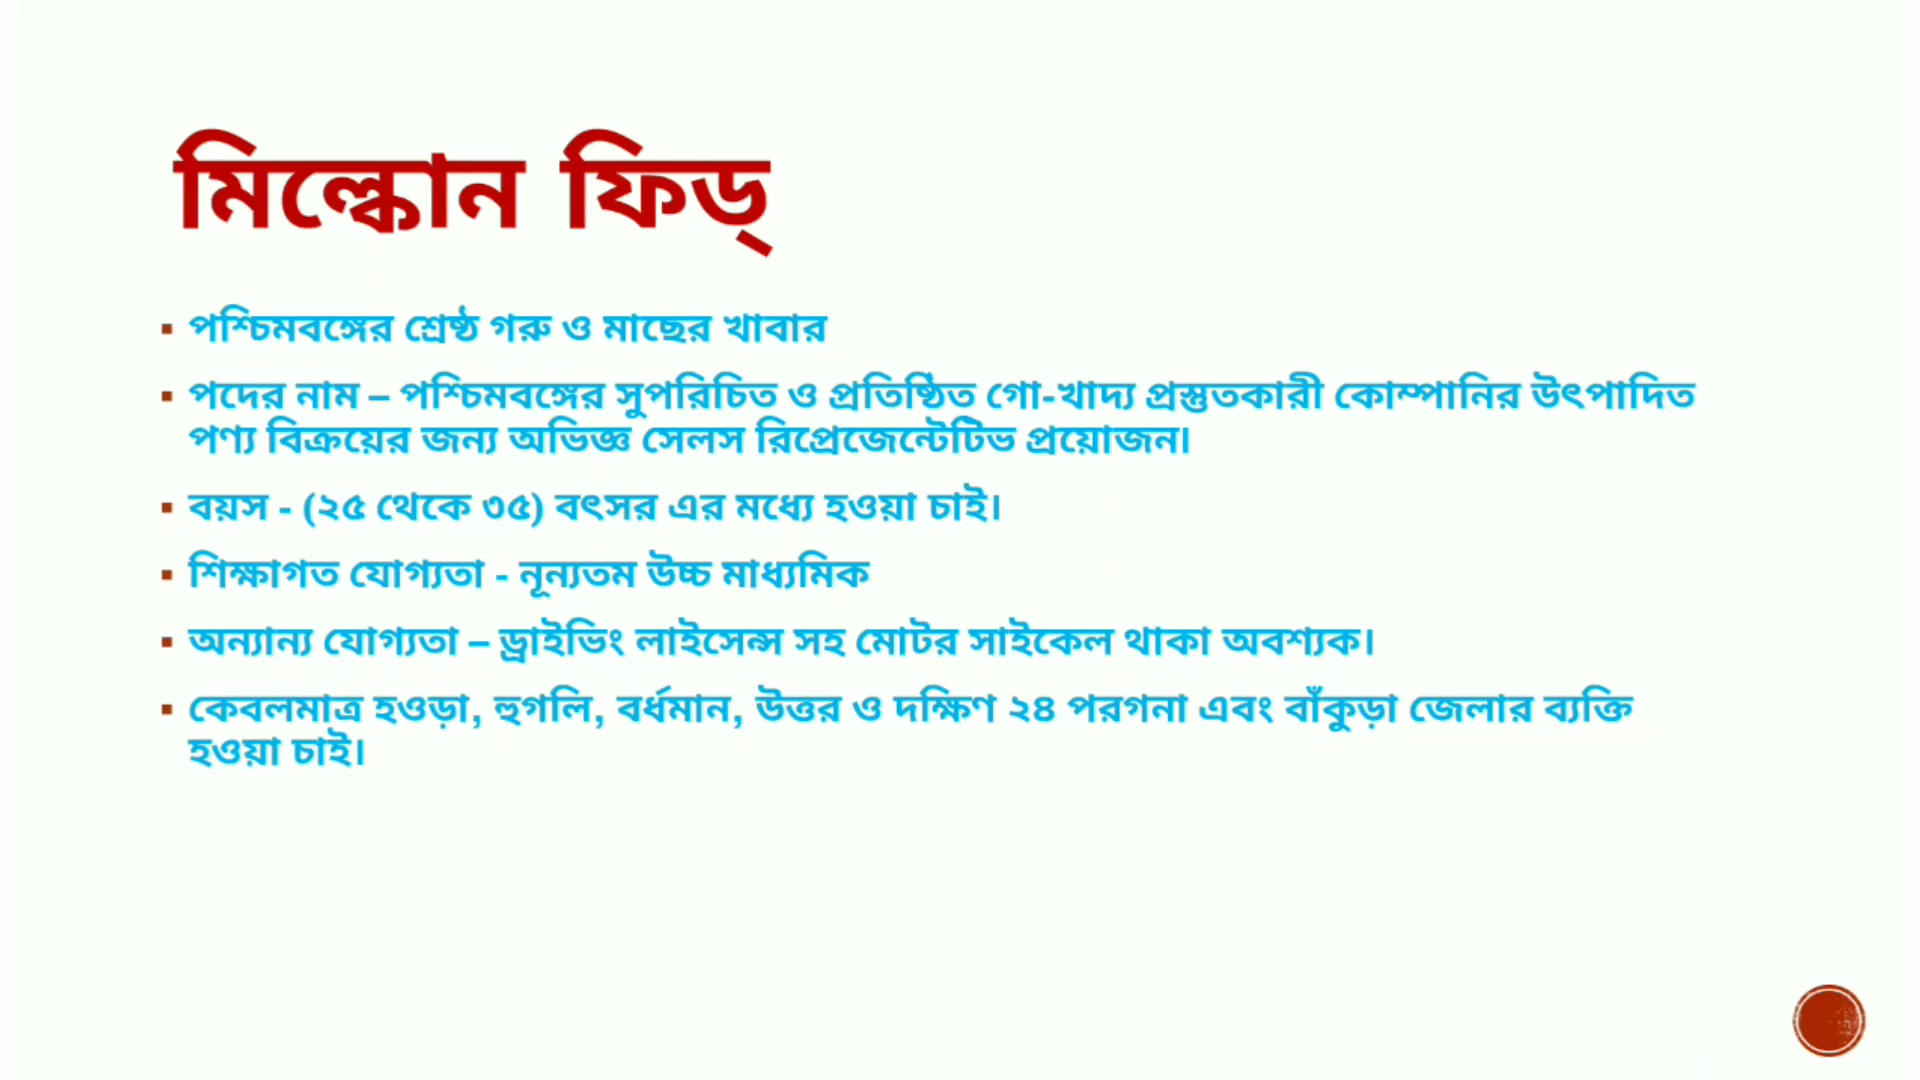 মিল্কোন ফিড্
▪ পশ্চিমবঙ্গের শ্রেষ্ঠ গরু ও মাছের খাবার
▪ পদের নাম – পশ্চিমবঙ্গের সুপরিচিত ও প্রতিষ্ঠিত গো-খাদ্য প্রস্তুতকারী কোম্পানির উৎপাদিত
পণ্য বিক্রয়ের জন্য অভিজ্ঞ সেলস রিপ্রেজেন্টেটিভ প্রয়োজন।
▪ বয়স - (২৫ থেকে ৩৫) বৎসর এর মধ্যে হওয়া চাই।
▪ শিক্ষাগত যোগ্যতা - নূন্যতম উচ্চ মাধ্যমিক
▪ অন্যান্য যোগ্যতা – ড্রাইভিং লাইসেন্স সহ মোটর সাইকেল থাকা অবশ্যক।
▪ কেবলমাত্র হওড়া, হুগলি, বর্ধমান, উত্তর ও দক্ষিণ ২৪ পরগনা এবং বাঁকুড়া জেলার ব্যক্তি
হওয়া চাই।